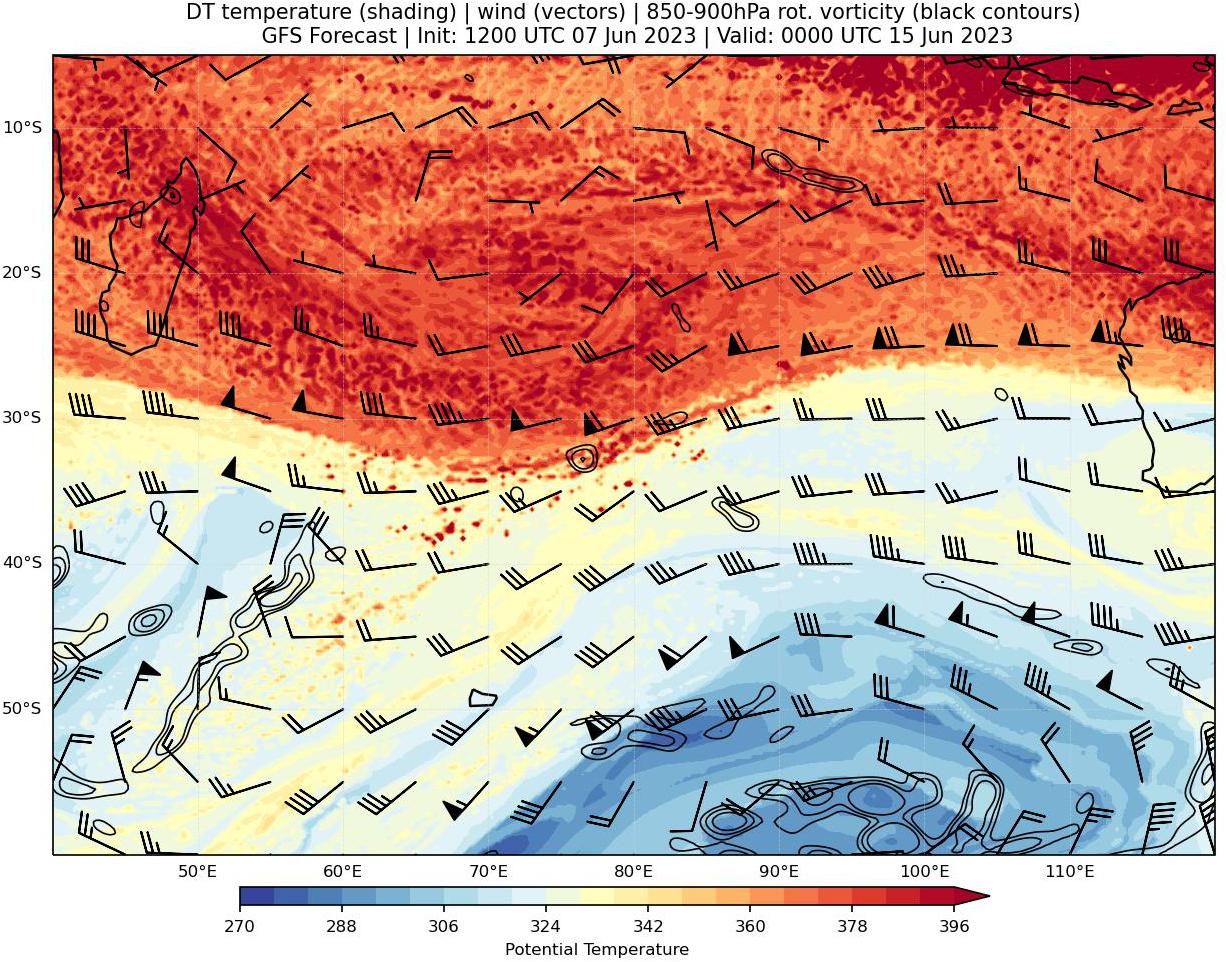 DT temperature (shading) | wind (vectors) | 850-900hPa rot. vorticity (black contours)
GFS Forecast | Init: 1200 UTC 07 Jun 2023 | Valid: 0000 UTC 15 Jun 2023
10°S
20°S
30°S
40°S
50°S
50°E 60°E 70°E 80°E 90°E 100°E 110°E
270 288 306 324 342 360 378 396
Potential Temperature